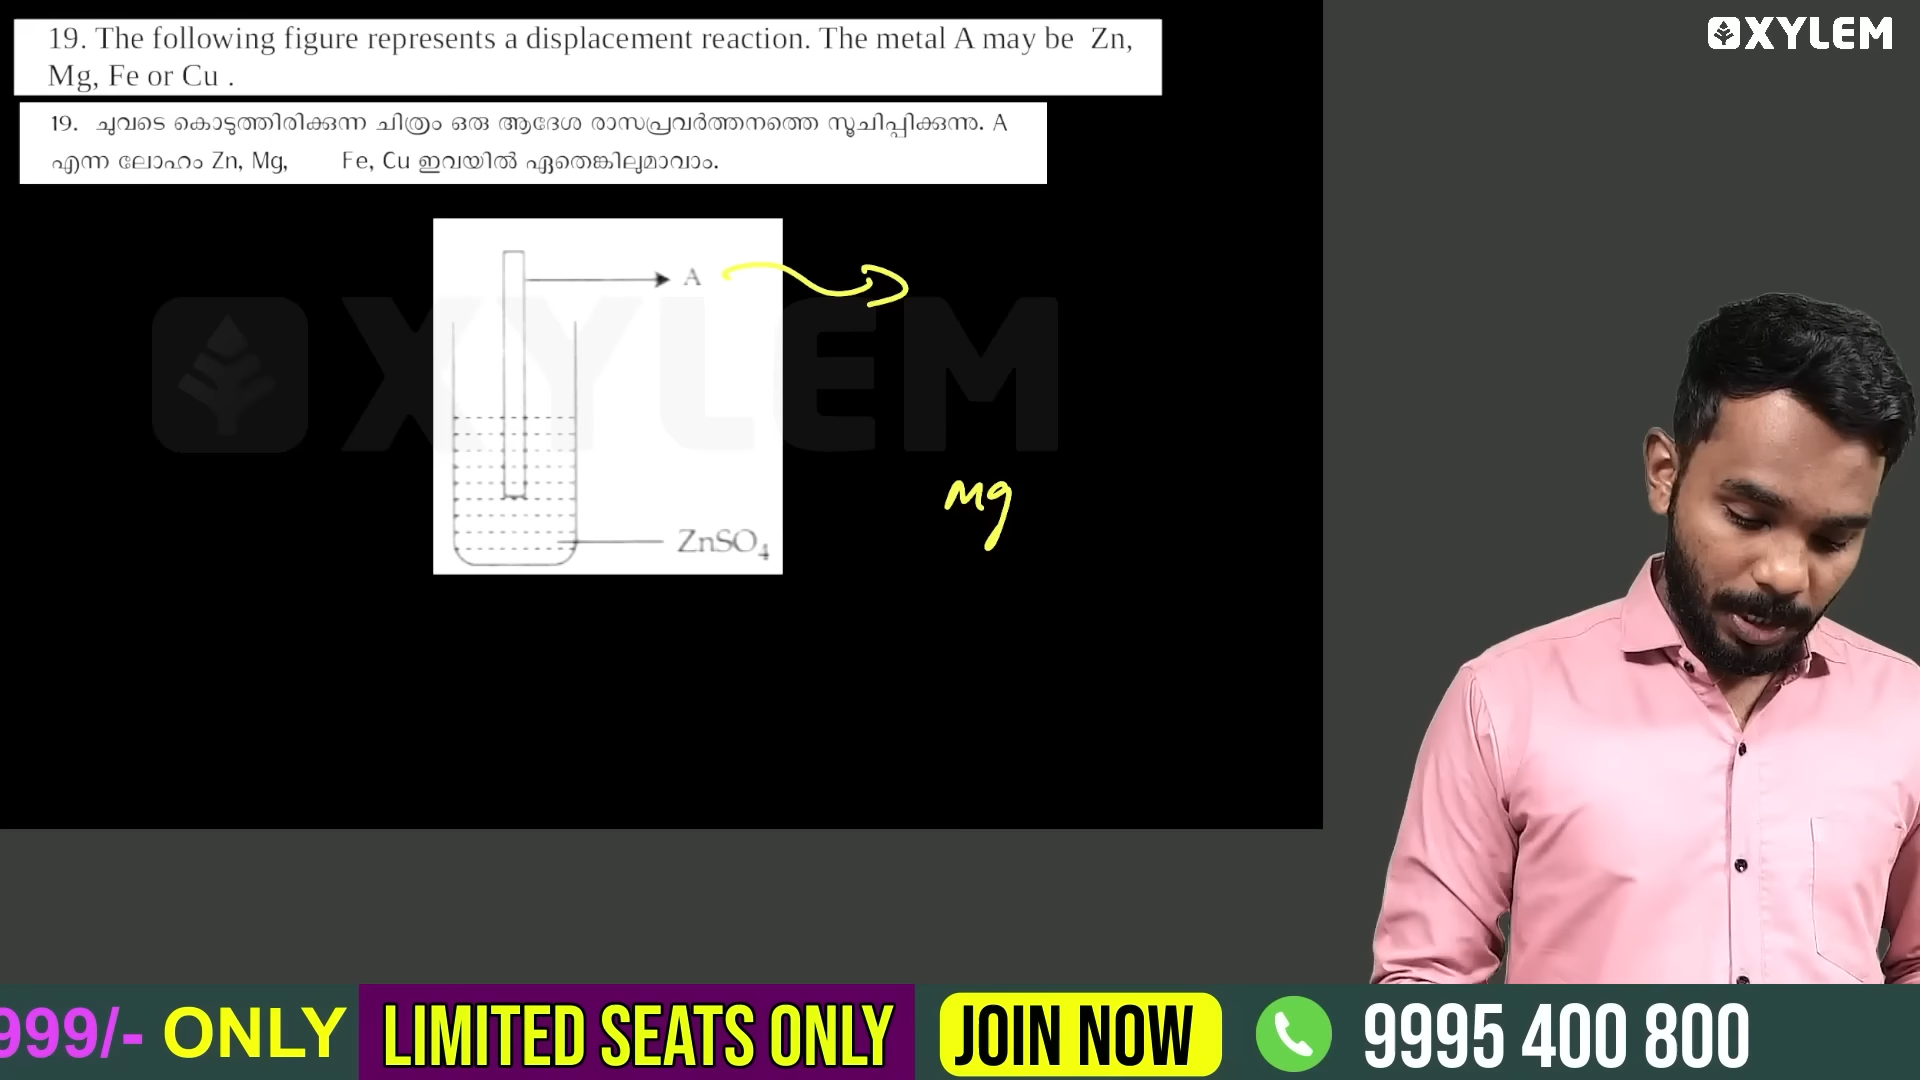 19. The following figure represents a displacement reaction. The metal A may be Zn,
Mg, Fe or Cu .
XYLEM
19. ചുവടെ കൊടുത്തിരിക്കുന്ന ചിത്രം ഒരു ആദേശ രാസപ്രവർത്തനത്തെ സൂചിപ്പിക്കുന്നു. A
എന്ന ലോഹം Zn, Mg, Fe, Cu ഇവയിൽ ഏതെങ്കിലുമാവാം.
A
XYLEM
Mg
ZnSO₄
999/- ONLY
LIMITED SEATS ONLY
JOIN NOW
9995 400 800